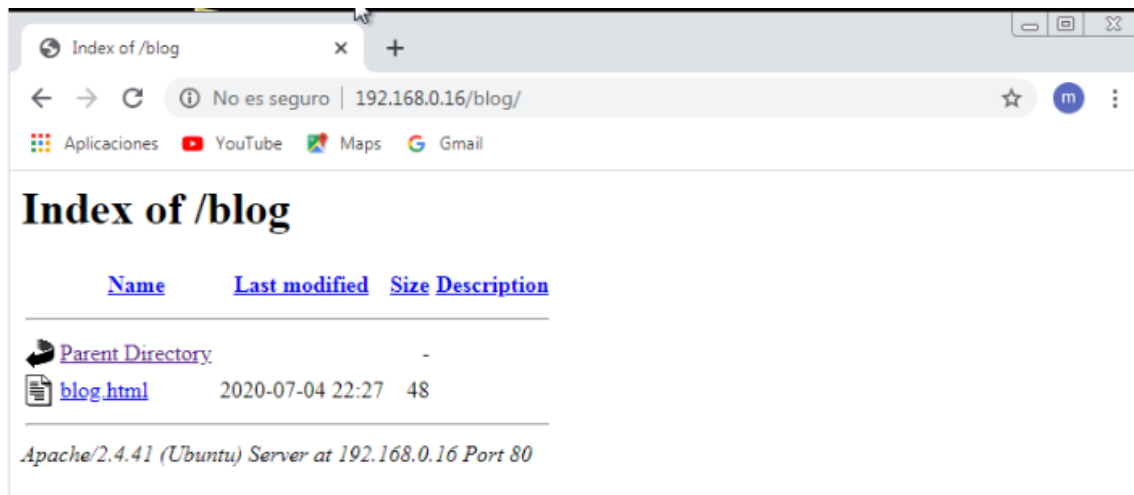 Index of /blog
No es seguro | 192.168.0.16/blog/
m
Aplicaciones YouTube Maps G Gmail
Index of /blog
Name Last modified Size Description
Parent Directory -
blog.html 2020-07-04 22:27 48
Apache/2.4.41 (Ubuntu) Server at 192.168.0.16 Port 80